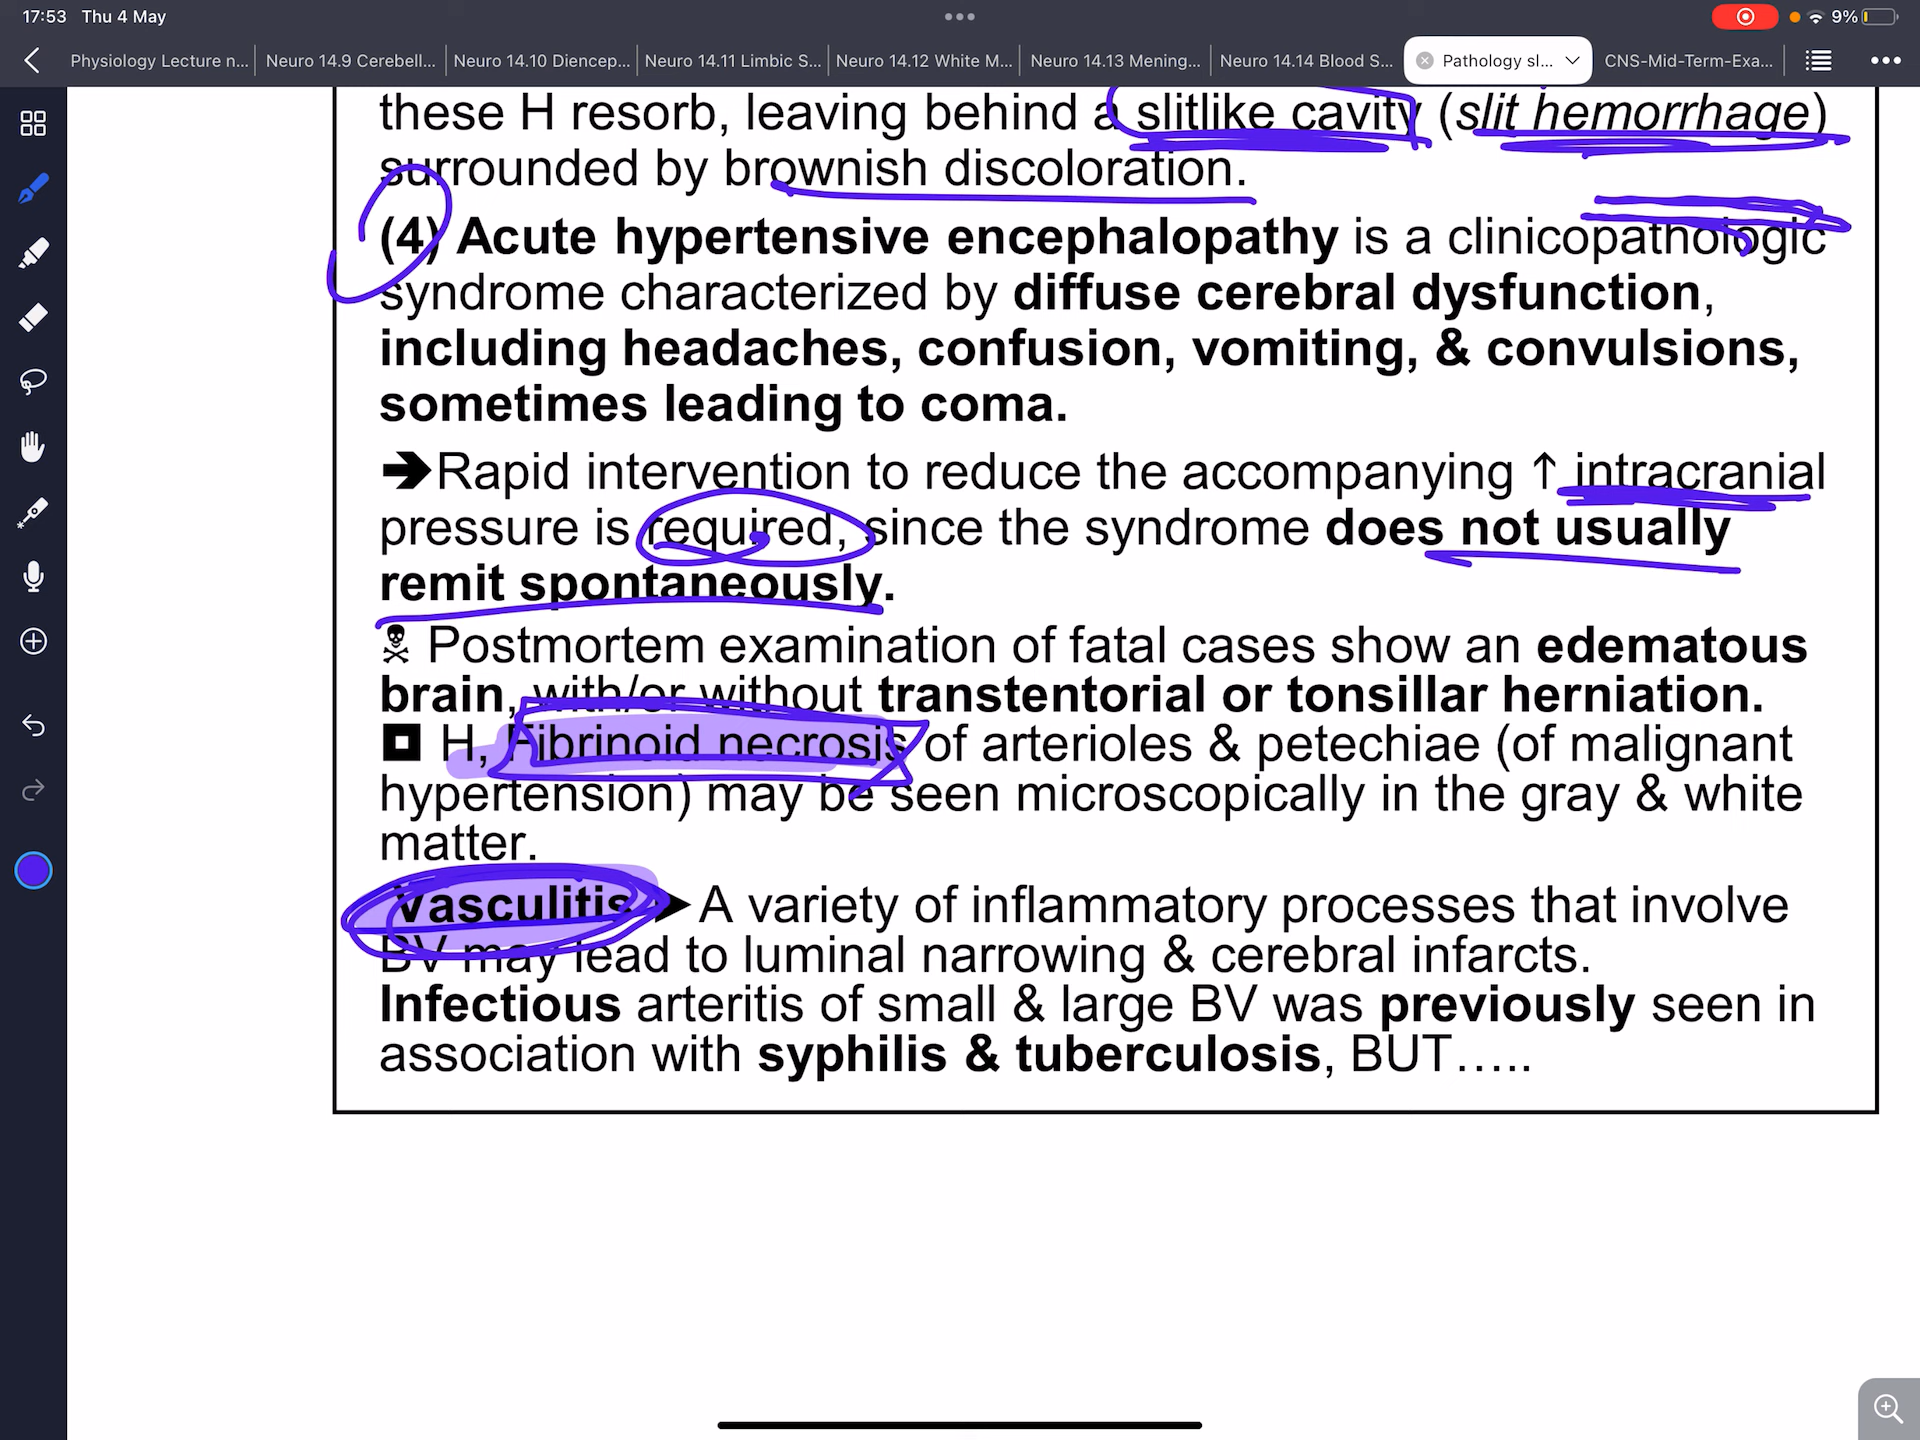 17:53 Thu 4 May
9%
Physiology Lecture n...
Neuro 14.9 Cerebell...
Neuro 14.10 Diencep...
Neuro 14.11 Limbic S...
Neuro 14.12 White M...
Neuro 14.13 Mening...
Neuro 14.14 Blood S...
Pathology sl...
CNS-Mid-Term-Exa...
these H resorb, leaving behind a slitlike cavity (slit hemorrhage)
surrounded by brownish discoloration.
(4) Acute hypertensive encephalopathy is a clinicopathologic
syndrome characterized by diffuse cerebral dysfunction,
including headaches, confusion, vomiting, & convulsions,
sometimes leading to coma.
➔Rapid intervention to reduce the accompanying ↑ intracranial
pressure is required, since the syndrome does not usually
remit spontaneously.
☠ Postmortem examination of fatal cases show an edematous
brain, with/or without transtentorial or tonsillar herniation.
◘ H, Fibrinoid necrosis of arterioles & petechiae (of malignant
hypertension) may be seen microscopically in the gray & white
matter.
Vasculitis► A variety of inflammatory processes that involve
BV may lead to luminal narrowing & cerebral infarcts.
Infectious arteritis of small & large BV was previously seen in
association with syphilis & tuberculosis, BUT.....